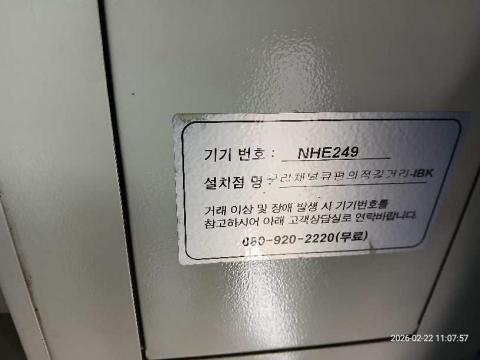 기기 번호 : NHE249
설치점 명 : -IBK
거래 이상 및 장애 발생 시 기기번호를
참고하시어 아래 고객상담실로 연락바랍니다.
080-920-2220(무료)
2026-02-22 11:07:57